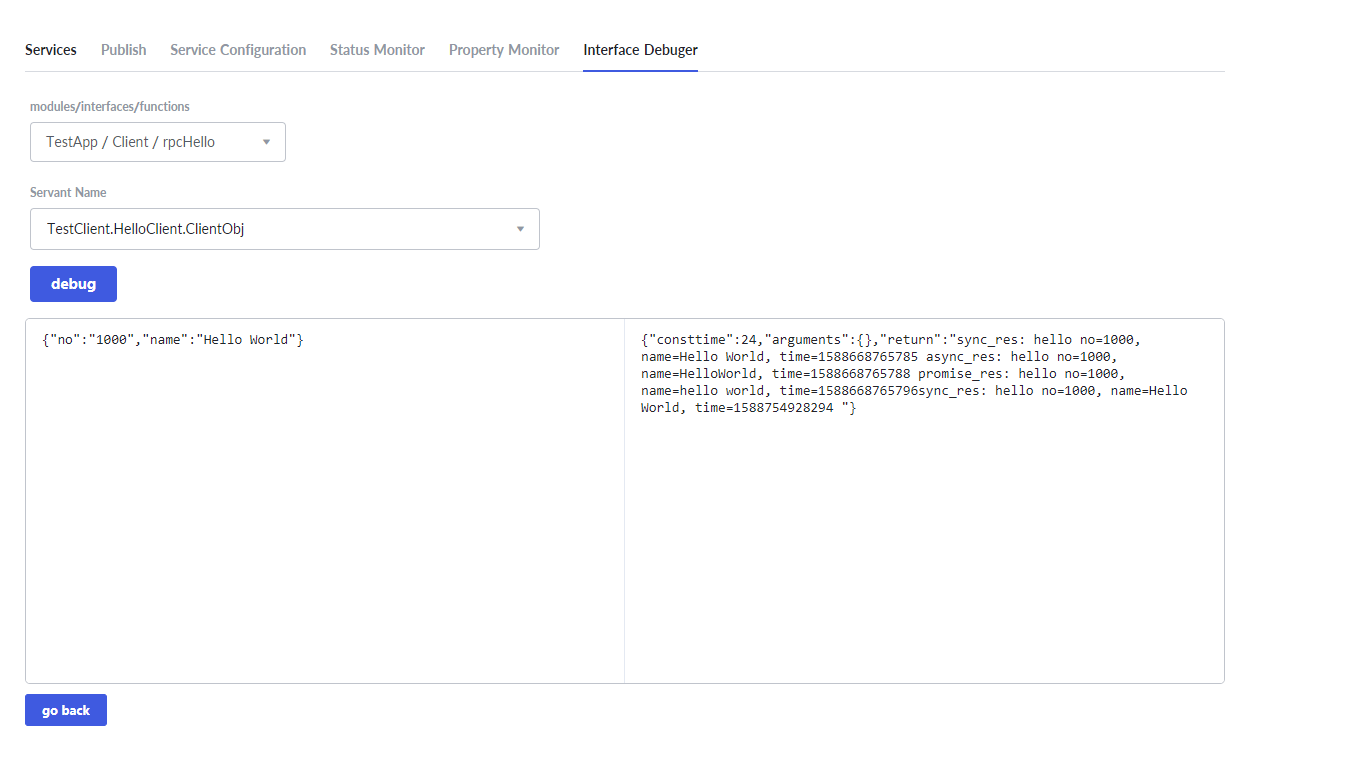 Services Publish Service Configuration Status Monitor Property Monitor Interface Debuger
modules/interfaces/functions
TestApp / Client / rpcHello
Servant Name
TestClient.HelloClient.ClientObj
debug
{"no":"1000","name":"Hello World"}
{"consttime":24,"arguments":{},"return":"sync_res: hello no=1000,
name=Hello World, time=1588668765785 async_res: hello no=1000,
name=HelloWorld, time=1588668765788 promise_res: hello no=1000,
name=hello world, time=1588668765796sync_res: hello no=1000, name=Hello
World, time=1588754928294 "}
go back